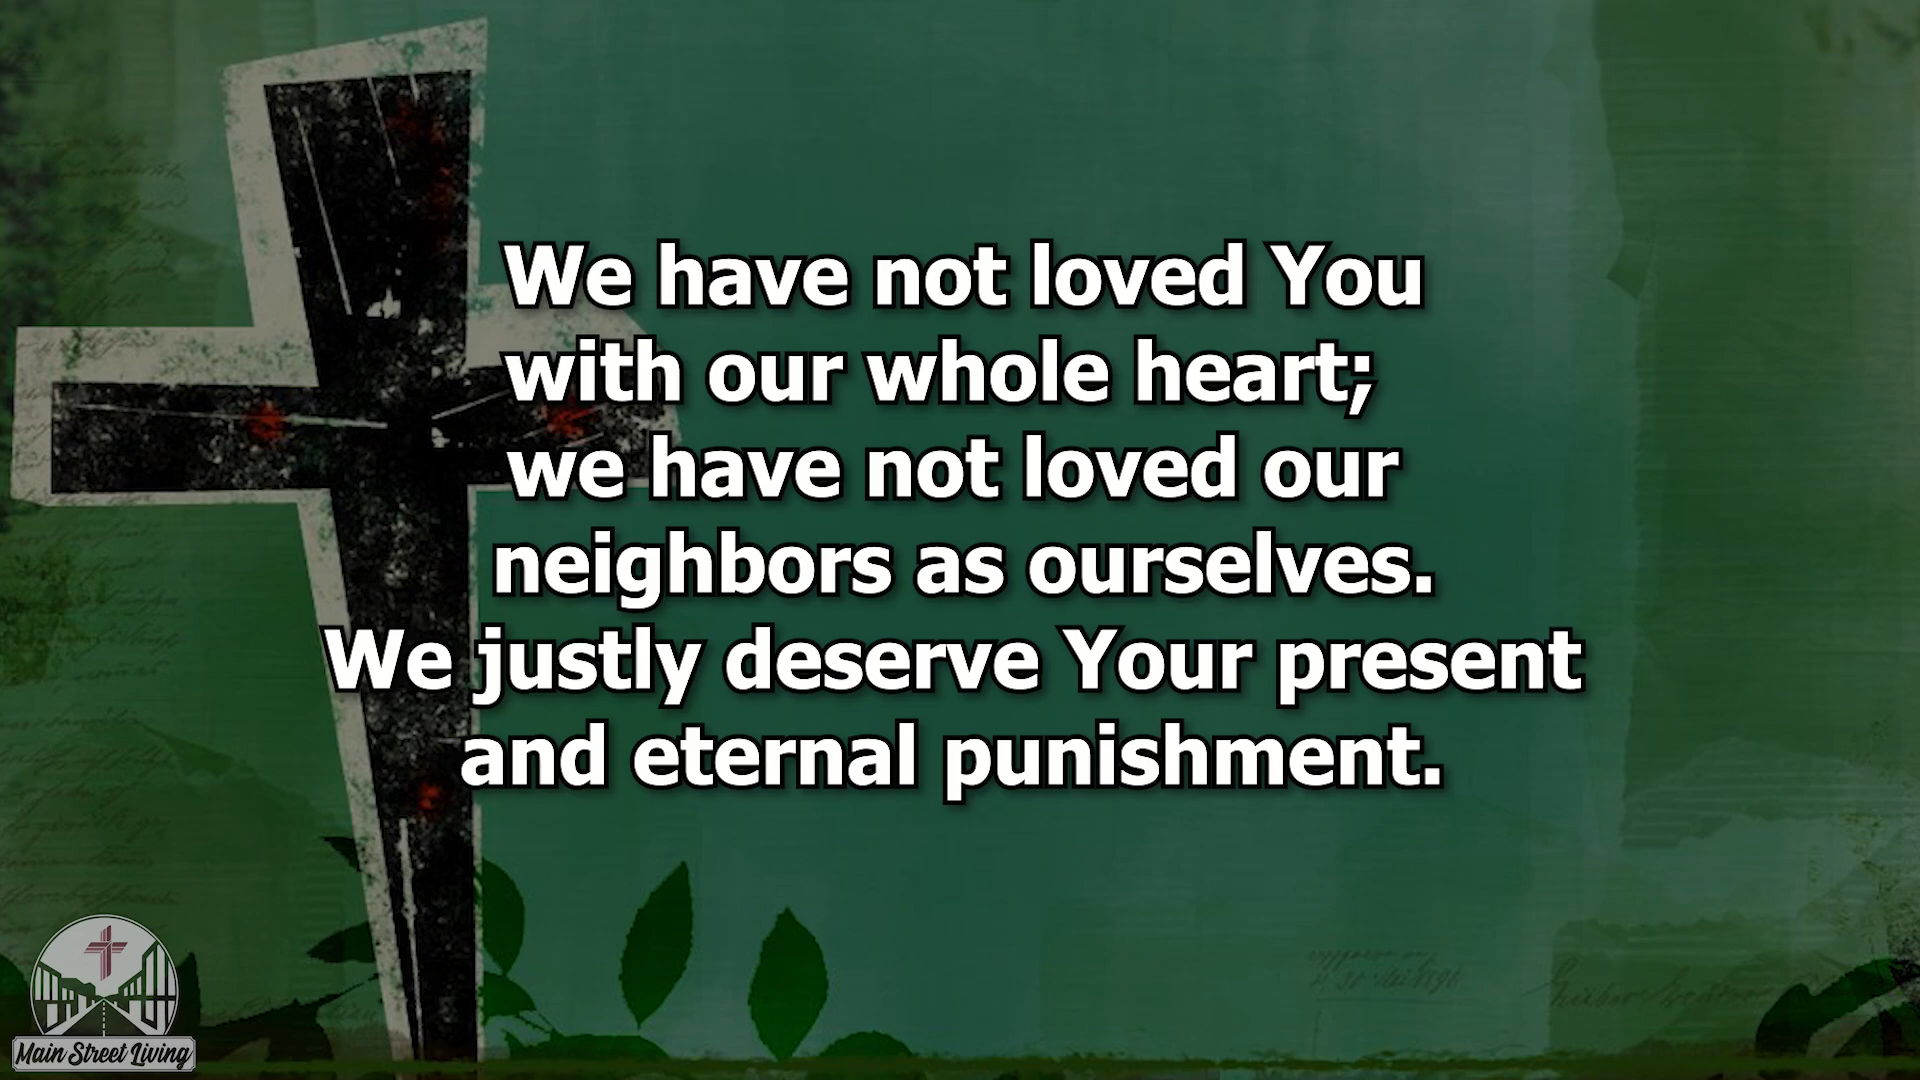 We have not loved You
with our whole heart;
we have not loved our
neighbors as ourselves.
We justly deserve Your present
and eternal punishment.
Main Street Living